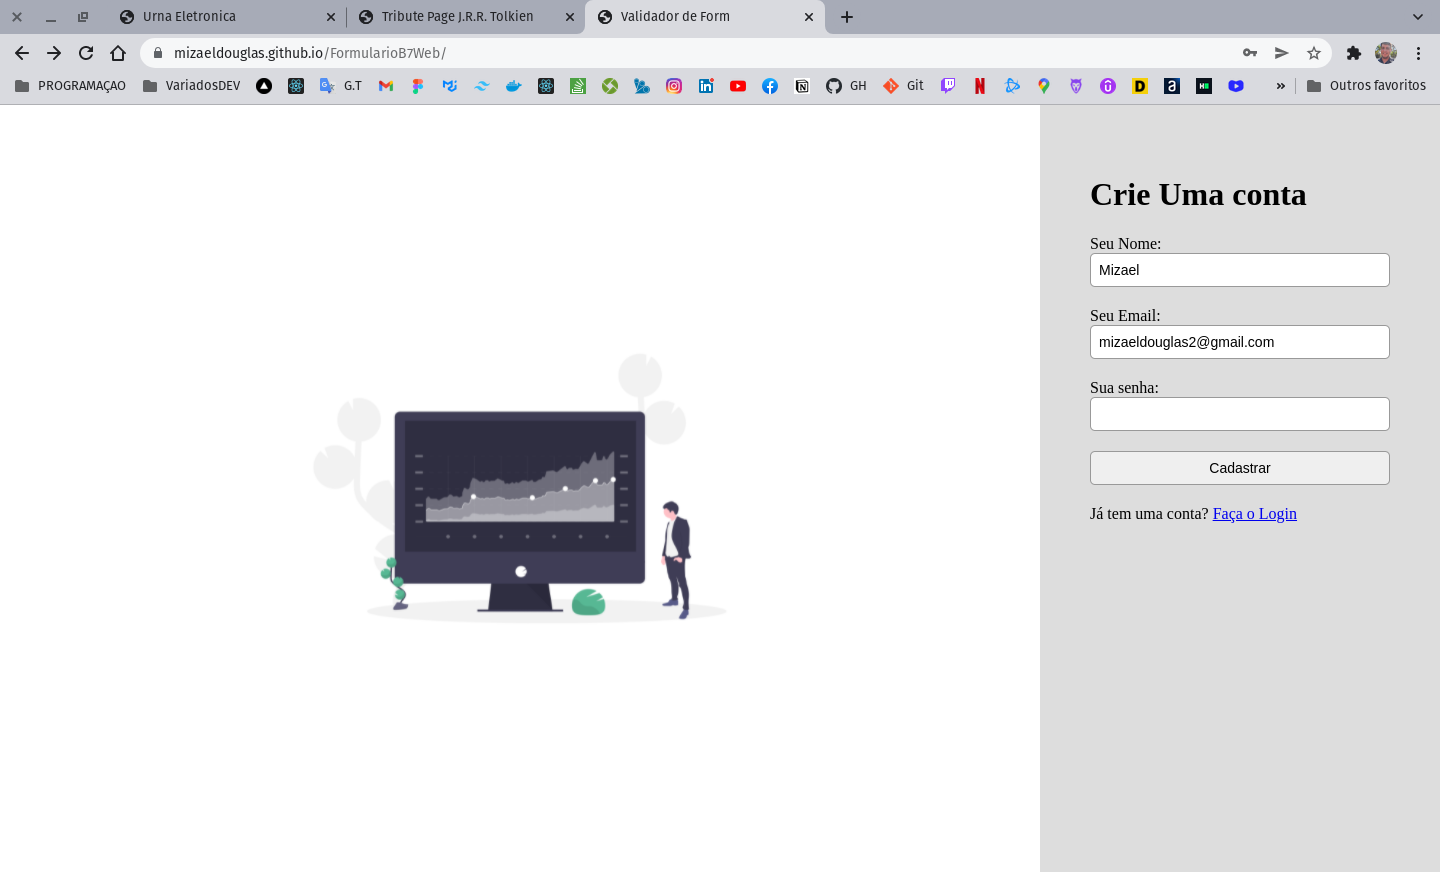 Urna Eletronica
Tribute Page J.R.R. Tolkien
Validador de Form
mizaeldouglas.github.io/FormularioB7Web/
PROGRAMAÇAO
VariadosDEV
G.T
GH
Git
Outros favoritos
Crie Uma conta
Seu Nome:
Mizael
Seu Email:
mizaeldouglas2@gmail.com
Sua senha:
Cadastrar
Já tem uma conta? Faça o Login